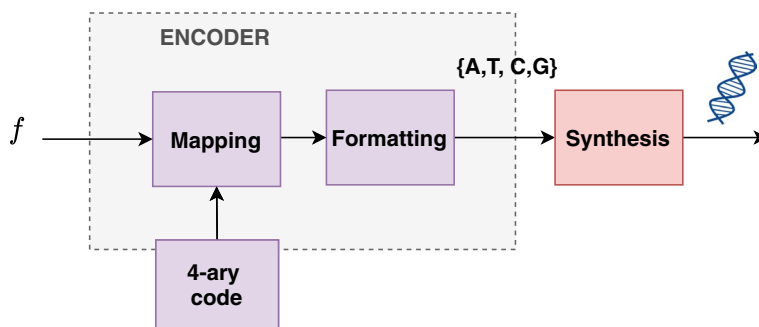 ENCODER
{A,T, C,G}
f
Mapping
Formatting
Synthesis
4-ary
code